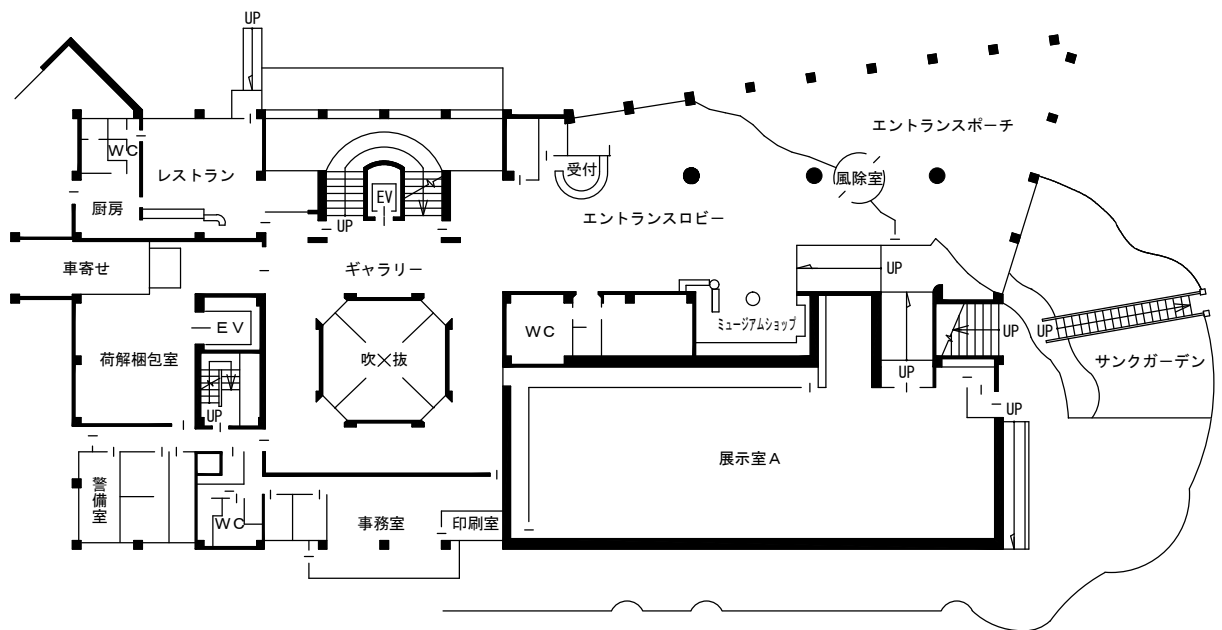 UP
エントランスポーチ
WC
レストラン
受付
風除室
EV
厨房
エントランスロビー
UP
車寄せ
ギャラリー
UP
EV
WC
ミュージアムショップ
UP
UP
荷解梱包室
吹 抜
サンクガーデン
UP
UP
UP
展示室A
警備室
WC
事務室
印刷室